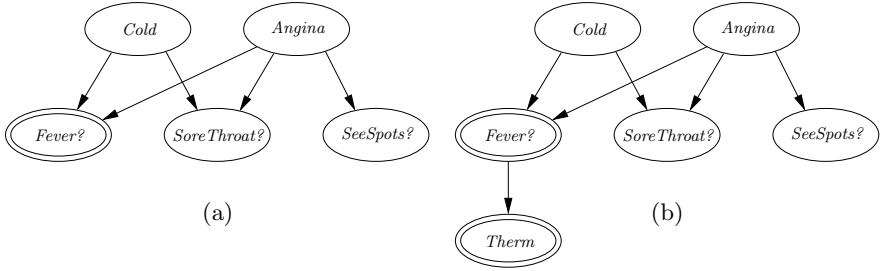 Cold Angina Cold Angina
Fever? SoreThroat? SeeSpots? Fever? SoreThroat? SeeSpots?
(a) (b)
Therm